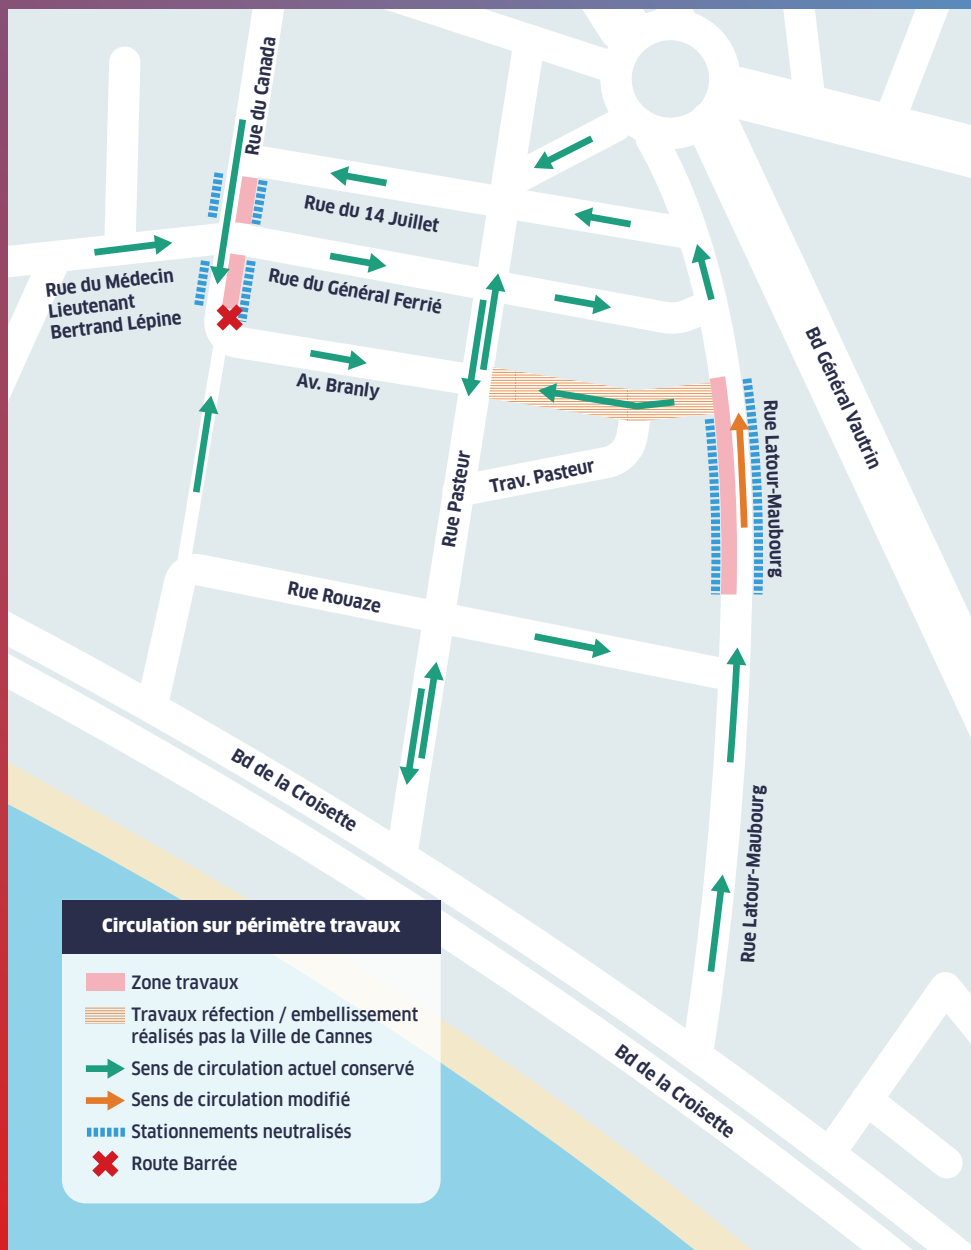 Rue du Canada
Rue du 14 Juillet
Rue du Médecin
Lieutenant
Bertrand Lépine
Rue du Général Ferrié
Av. Branly
Bd Général Vautrin
Rue Latour-Maubourg
Rue Pasteur
Trav. Pasteur
Rue Rouaze
Bd de la Croisette
Rue Latour-Maubourg
Bd de la Croisette
Circulation sur périmètre travaux
Zone travaux
Travaux réfection / embellissement
réalisés pas la Ville de Cannes
Sens de circulation actuel conservé
Sens de circulation modifié
Stationnements neutralisés
Route Barrée